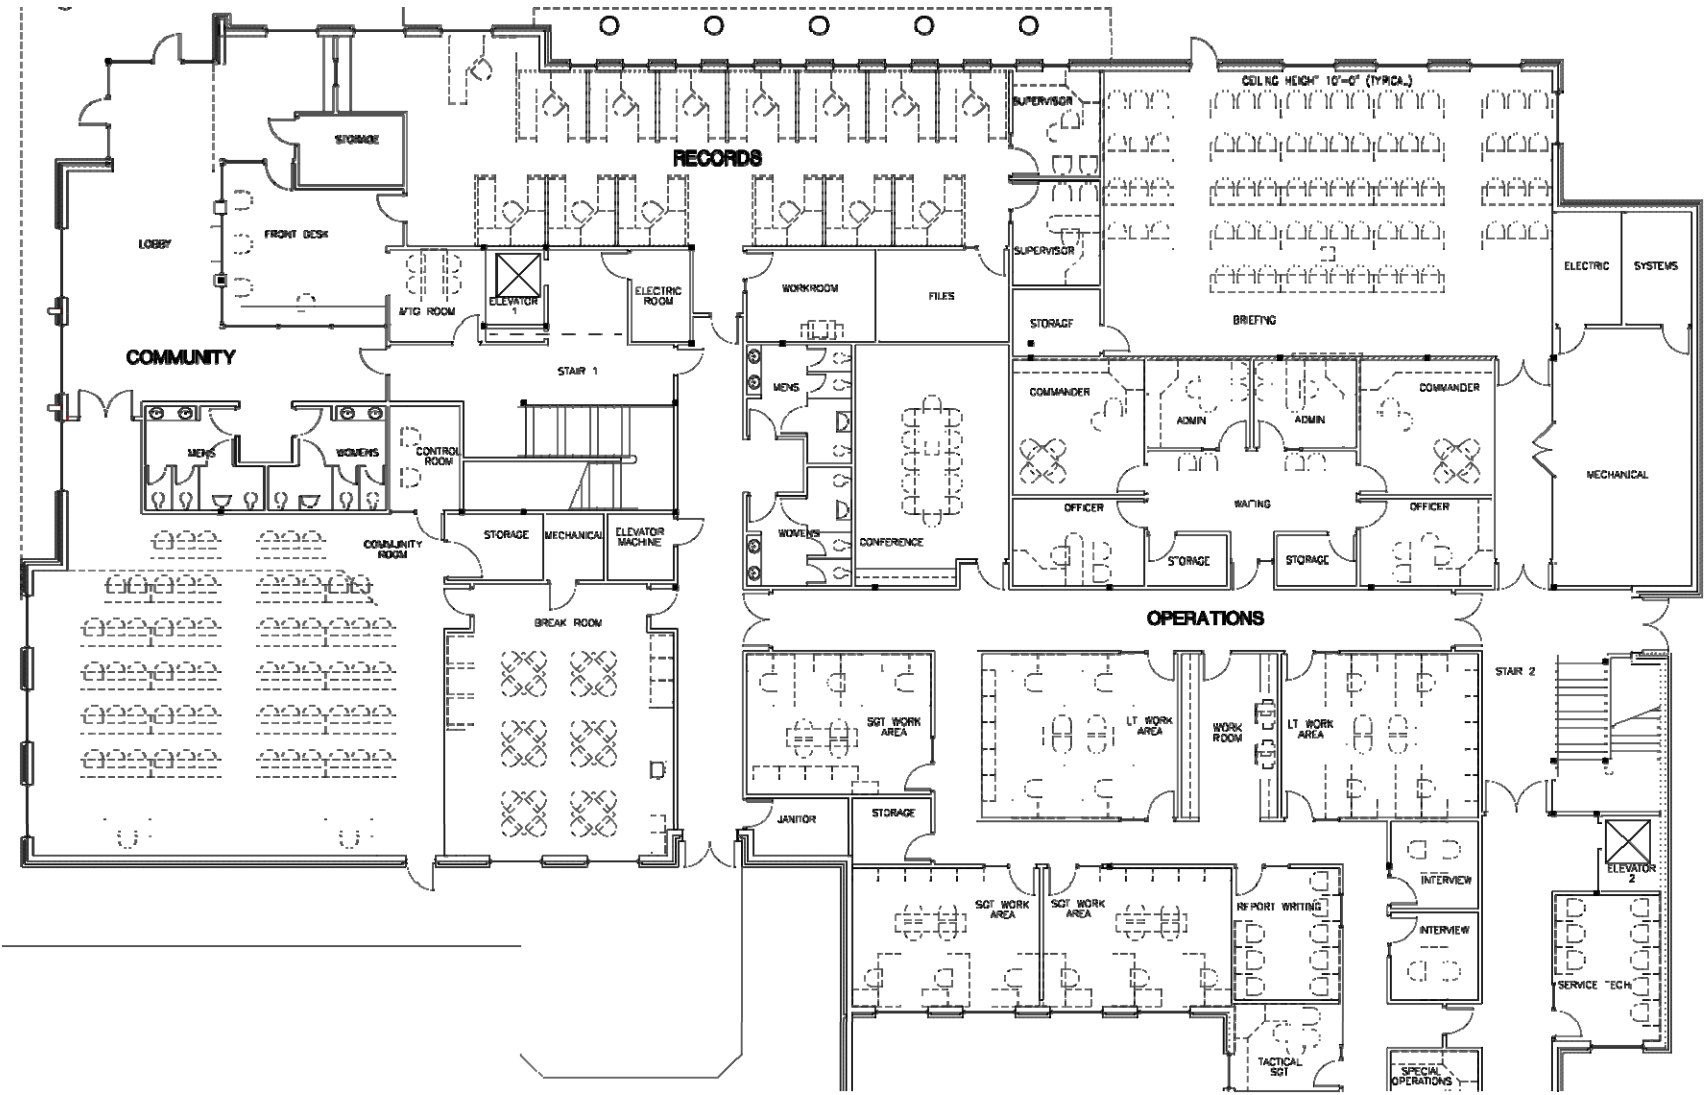 CEILING HEIGH" 10'-0" (TYPICAL)
SUPERVISOR
STORAGE
RECORDS
LOBBY
FRONT DESK
SUPERVISOR
ELECTRIC
SYSTEMS
MTG ROOM
ELEVATOR
1
ELECTRIC
ROOM
WORKROOM
FILES
STORAGE
BRIEFING
COMMUNITY
STAIR 1
MENS
COMMANDER
ADMIN
ADMIN
COMMANDER
MENS
WOMENS
CONTROL
ROOM
MECHANICAL
WAITING
OFFICER
OFFICER
STORAGE
MECHANICAL
ELEVATOR
MACHINE
WOMENS
CONFERENCE
COMMUNITY
ROOM
STORAGE
STORAGE
BREAK ROOM
OPERATIONS
STAIR 2
SGT WORK
AREA
LT WORK
AREA
WORK
ROOM
LT WORK
AREA
JANITOR
STORAGE
ELEVATOR
2
INTERVIEW
SGT WORK
AREA
SGT WORK
AREA
REPORT WRITING
INTERVIEW
SERVICE TECH
TACTICAL
SGT
SPECIAL
OPERATIONS